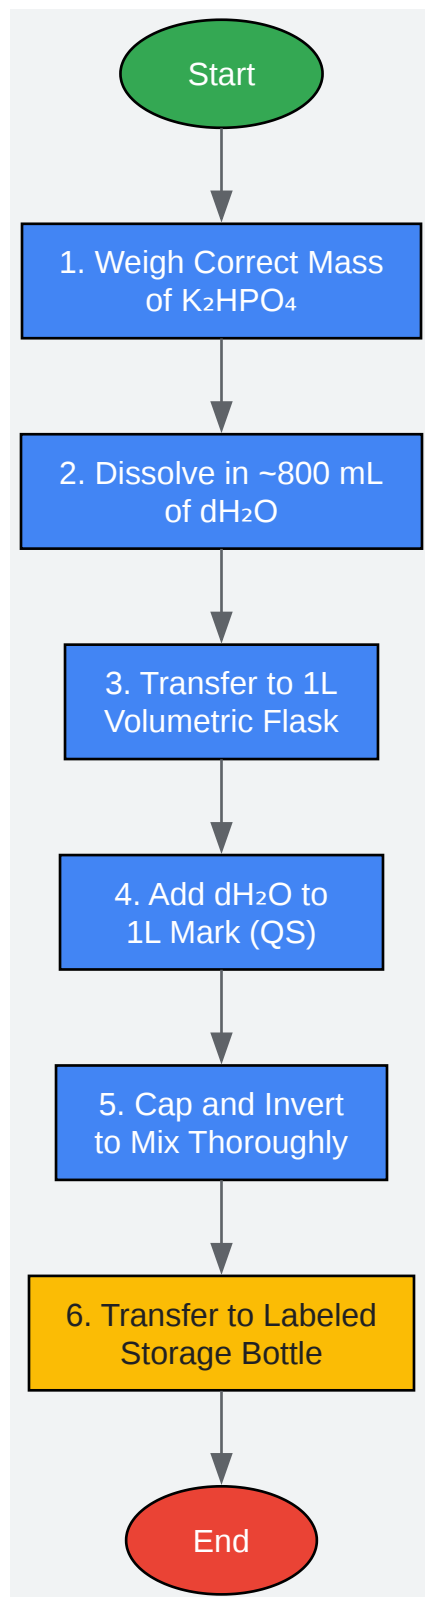 Start
1. Weigh Correct Mass
of K₂HPO₄
2. Dissolve in ~800 mL
of dH₂O
3. Transfer to 1L
Volumetric Flask
4. Add dH₂O to
1L Mark (QS)
5. Cap and Invert
to Mix Thoroughly
6. Transfer to Labeled
Storage Bottle
End